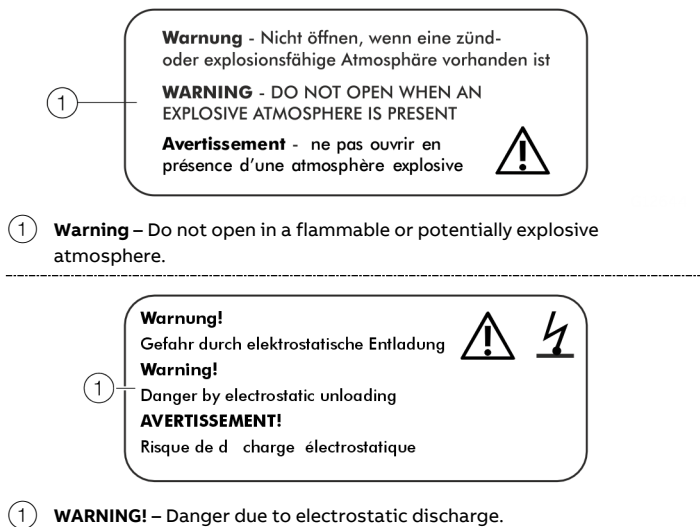 Warnung - Nicht öffnen, wenn eine zünd-
oder explosionsfähige Atmosphäre vorhanden ist
WARNING - DO NOT OPEN WHEN AN
EXPLOSIVE ATMOSPHERE IS PRESENT
Avertissement - ne pas ouvrir en
présence d'une atmosphère explosive
1
1 Warning – Do not open in a flammable or potentially explosive
atmosphere.
Warnung!
Gefahr durch elektrostatische Entladung
Warning!
1
Danger by electrostatic unloading
AVERTISSEMENT!
Risque de d charge électrostatique
1 WARNING! – Danger due to electrostatic discharge.